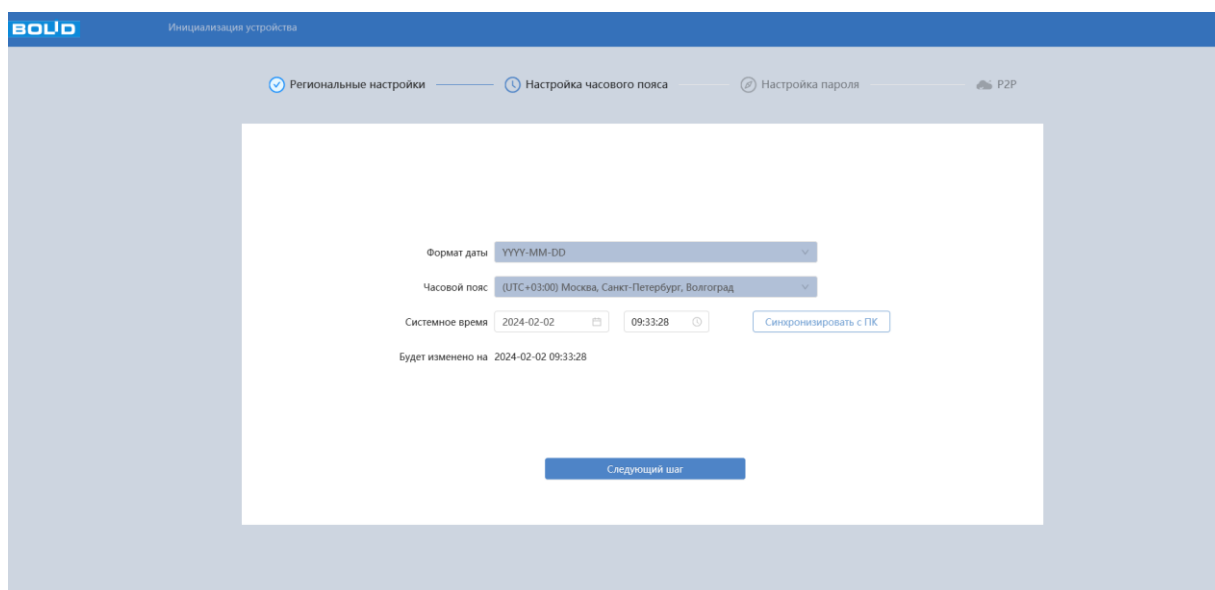 BOLID
Инициализация устройства
Региональные настройки Настройка часового пояса Настройка пароля P2P
Формат даты YYYY-MM-DD
Часовой пояс (UTC+03:00) Москва, Санкт-Петербург, Волгоград
Системное время 2024-02-02 09:33:28 Синхронизировать с ПК
Будет изменено на 2024-02-02 09:33:28
Следующий шаг